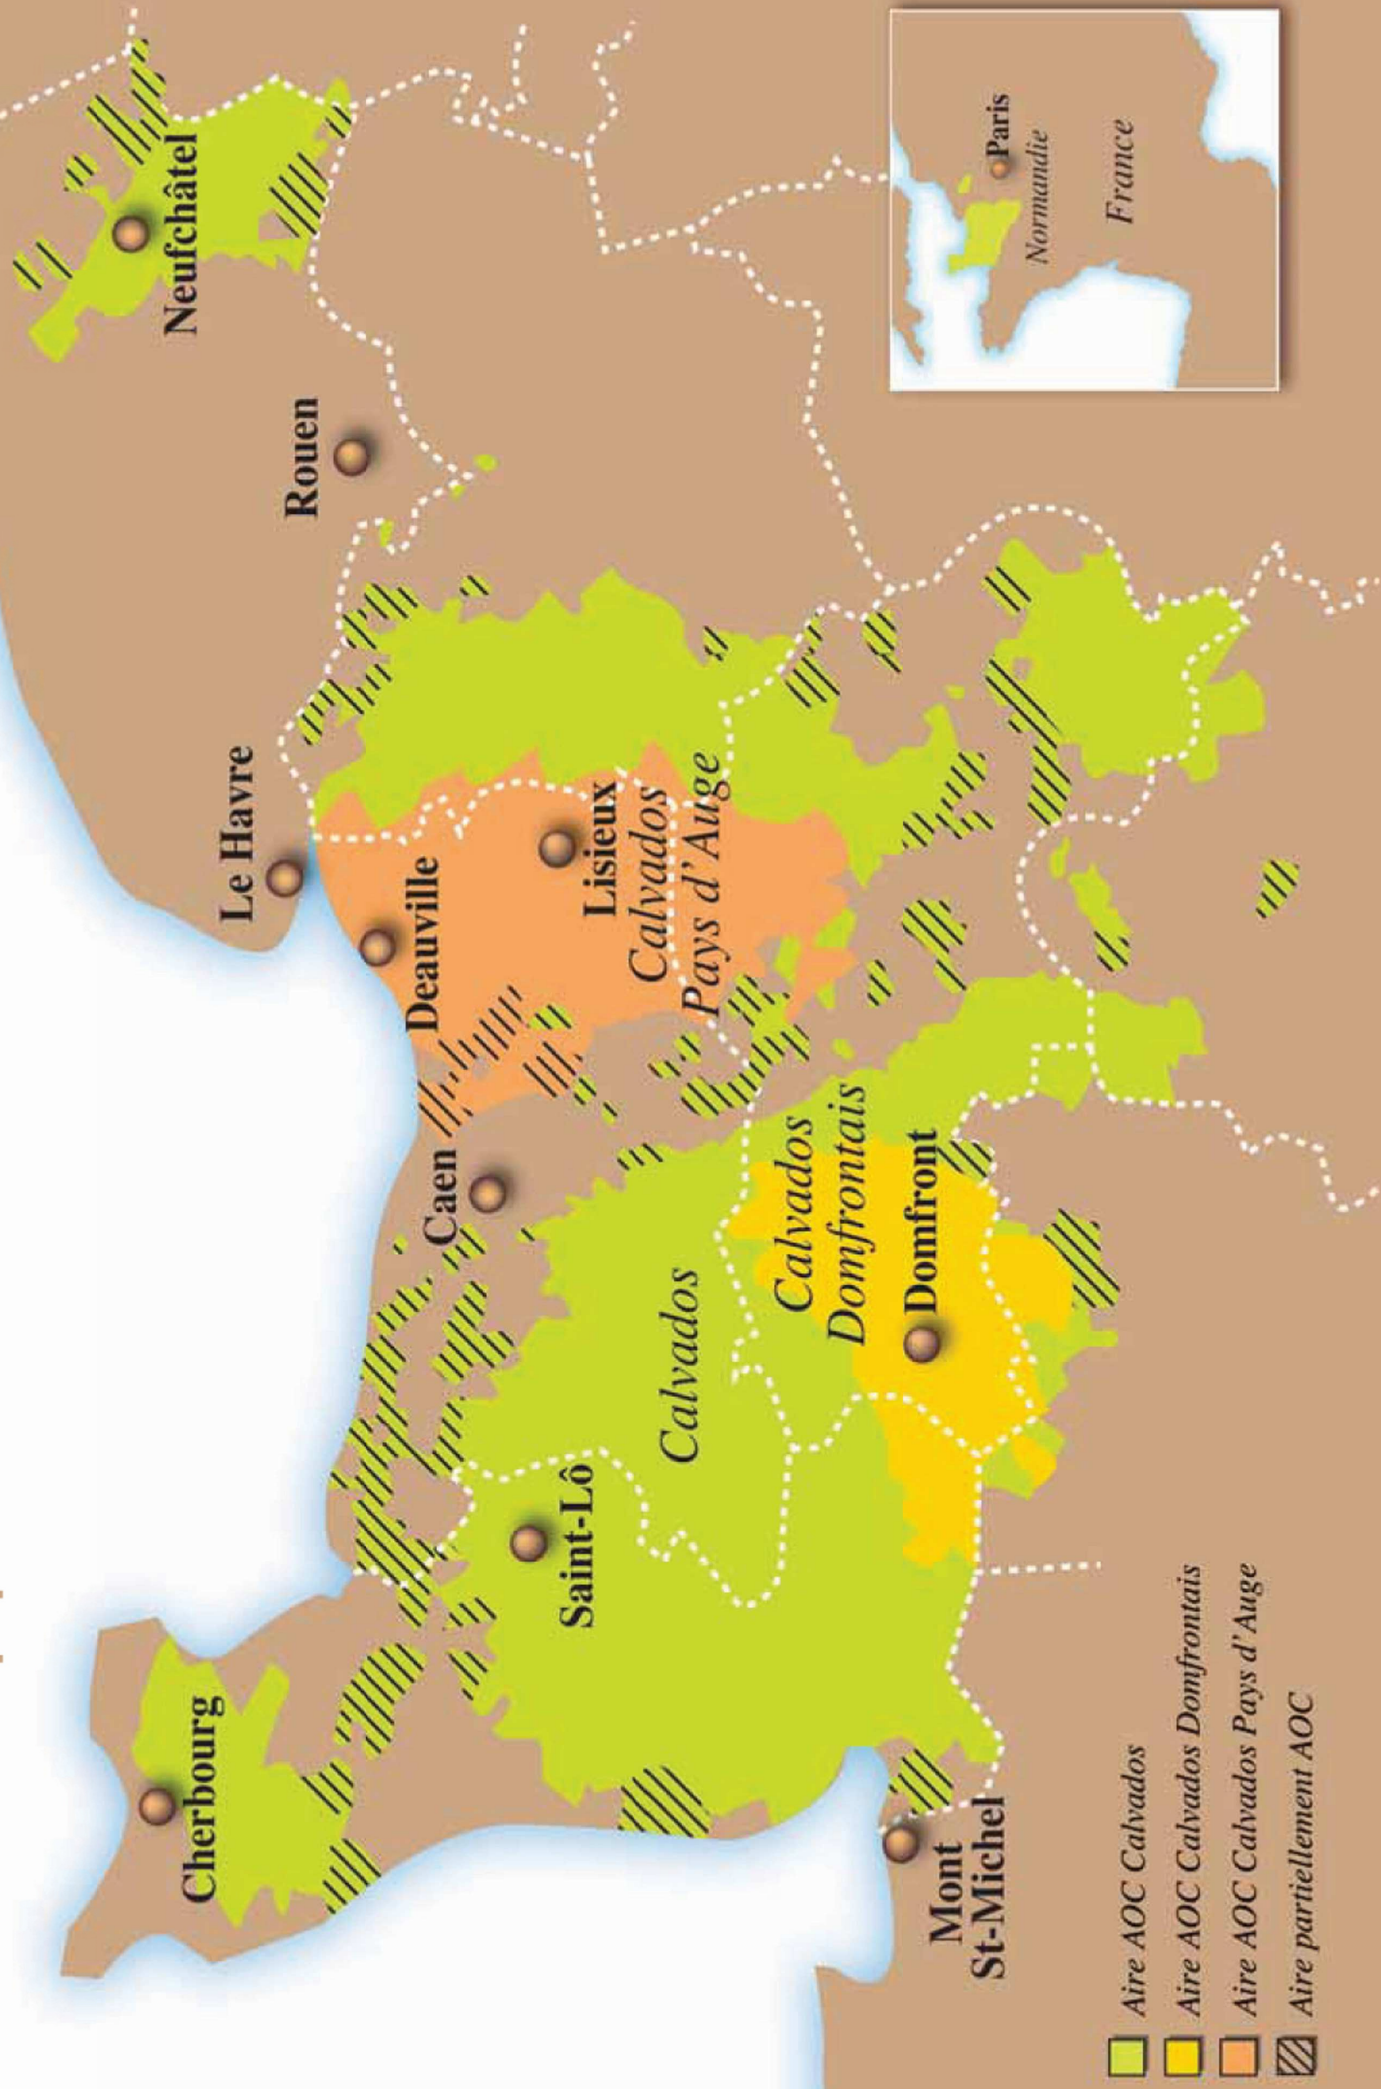 Neufchâtel
Rouen
Le Havre
Deauville
Lisieux
Calvados
Pays d'Auge
Caen
Cherbourg
Saint-Lô
Calvados
Calvados
Domfrontais
Domfront
Mont
St-Michel
Aire AOC Calvados
Aire AOC Calvados Domfrontais
Aire AOC Calvados Pays d'Auge
Aire partiellement AOC
Paris
Normandie
France